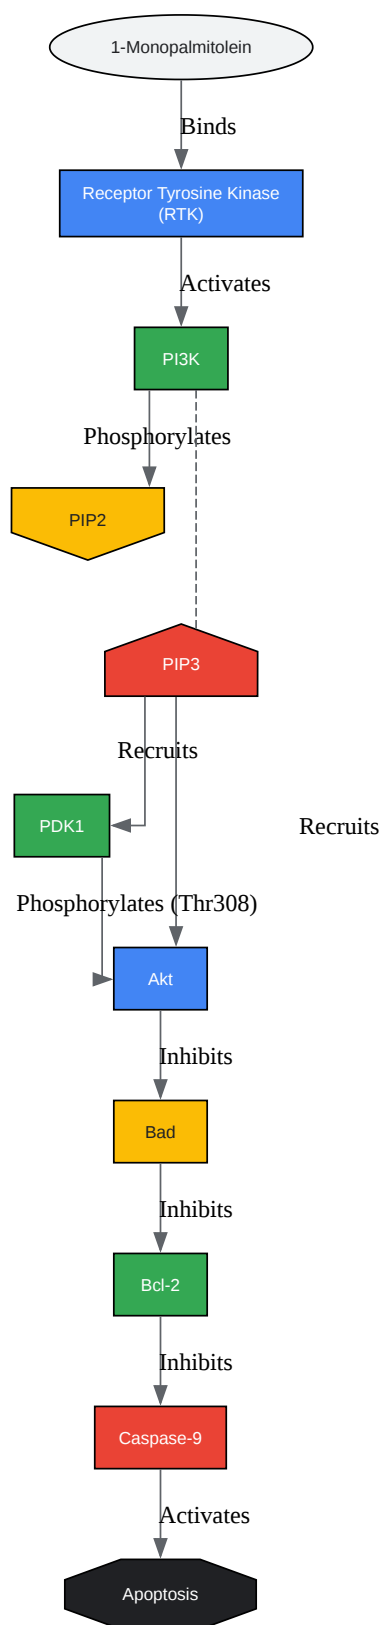 1-Monopalmitolein
Binds
Receptor Tyrosine Kinase
(RTK)
Activates
PI3K
Phosphorylates
PIP2
PIP3
Recruits
PDK1
Recruits
Phosphorylates (Thr308)
Akt
Inhibits
Bad
Inhibits
Bcl-2
Inhibits
Caspase-9
Activates
Apoptosis